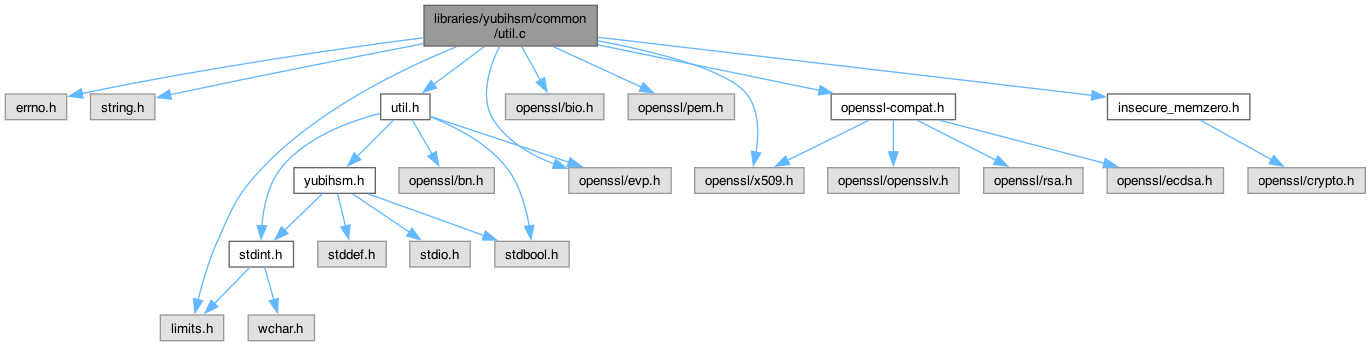 libraries/yubihsm/common
/util.c
errno.h
string.h
util.h
openssl/bio.h
openssl/pem.h
openssl-compat.h
insecure_memzero.h
yubihsm.h
openssl/bn.h
openssl/evp.h
openssl/x509.h
openssl/opensslv.h
openssl/rsa.h
openssl/ecdsa.h
openssl/crypto.h
stdint.h
stddef.h
stdio.h
stdbool.h
limits.h
wchar.h